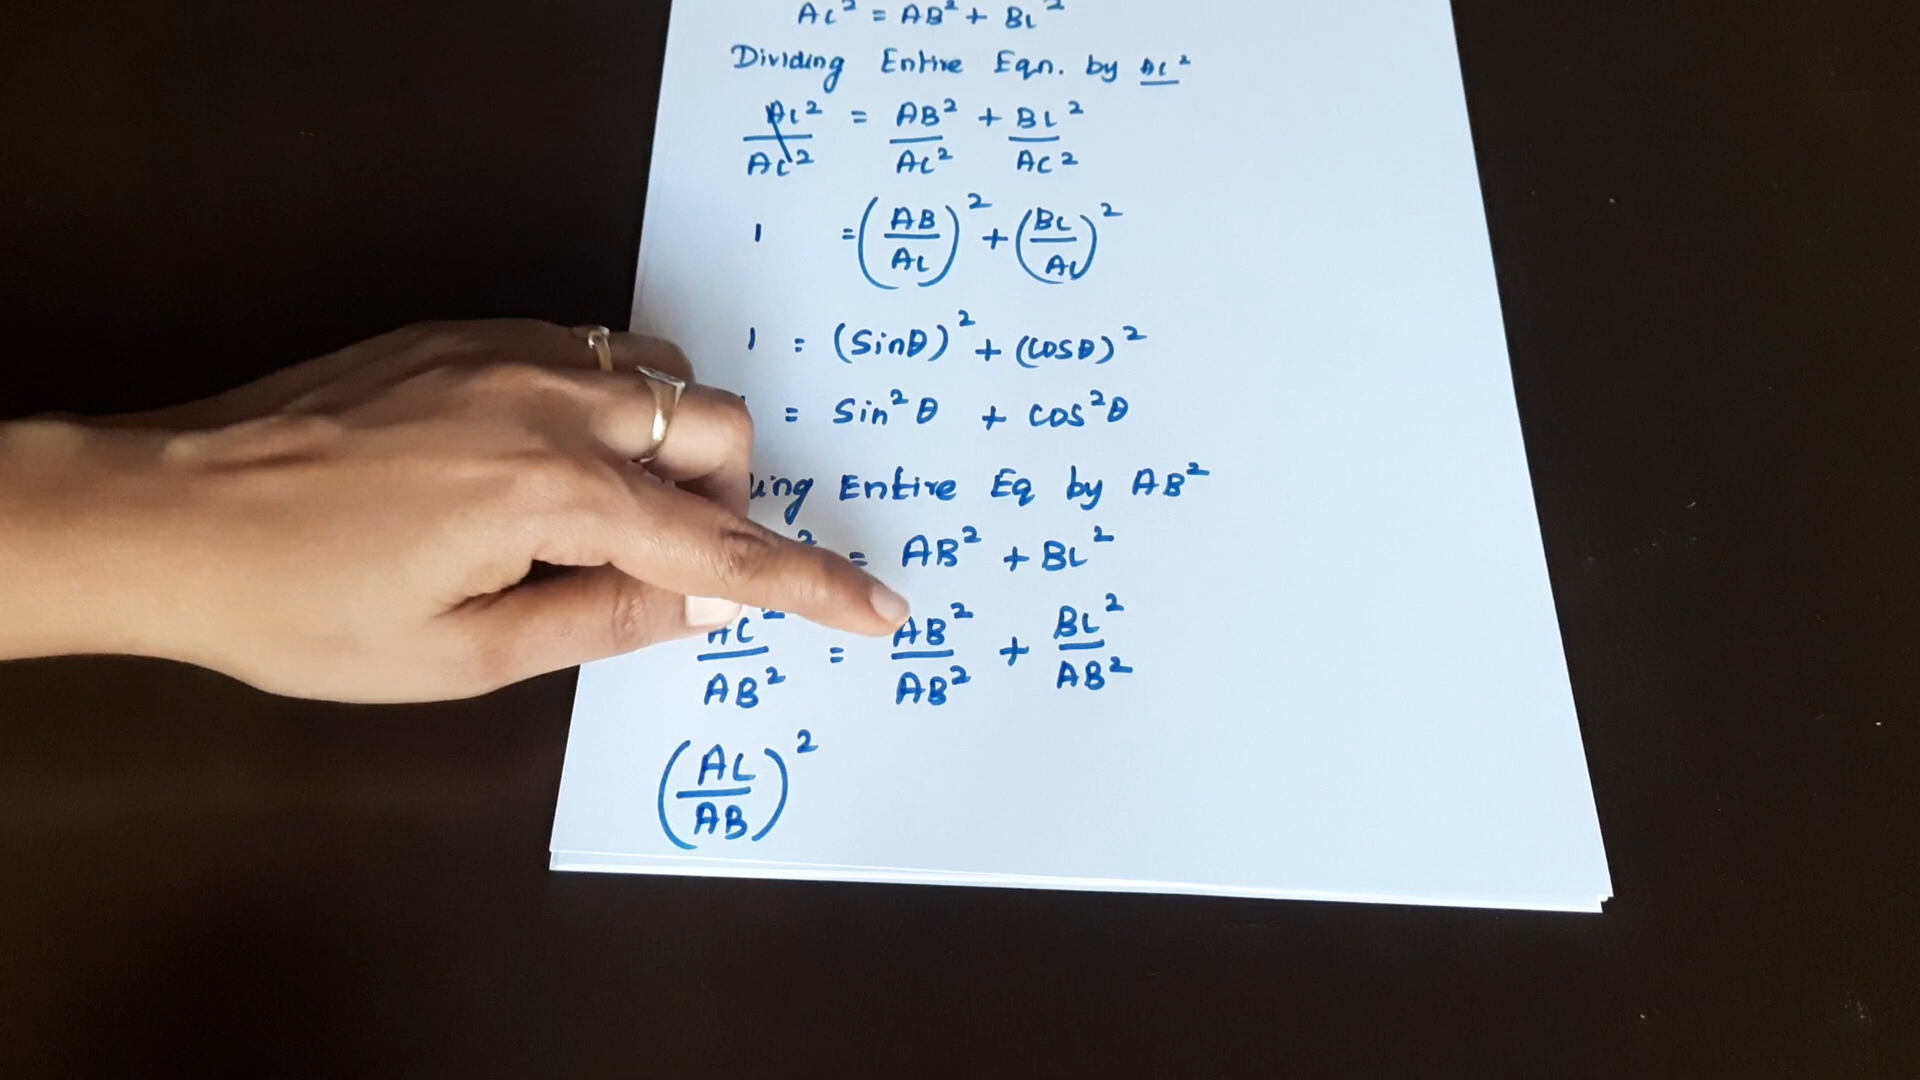 AC² = AB² + BC²
Dividing Entire Eqn. by AC²
AC²/AC² = AB²/AC² + BC²/AC²
1 = (AB/AC)² + (BC/AC)²
1 = (Sinθ)² + (cosθ)²
= Sin²θ + cos²θ
Entire Eq by AB²
² = AB² + BC²
AC²/AB² = AB²/AB² + BC²/AB²
(AC/AB)²